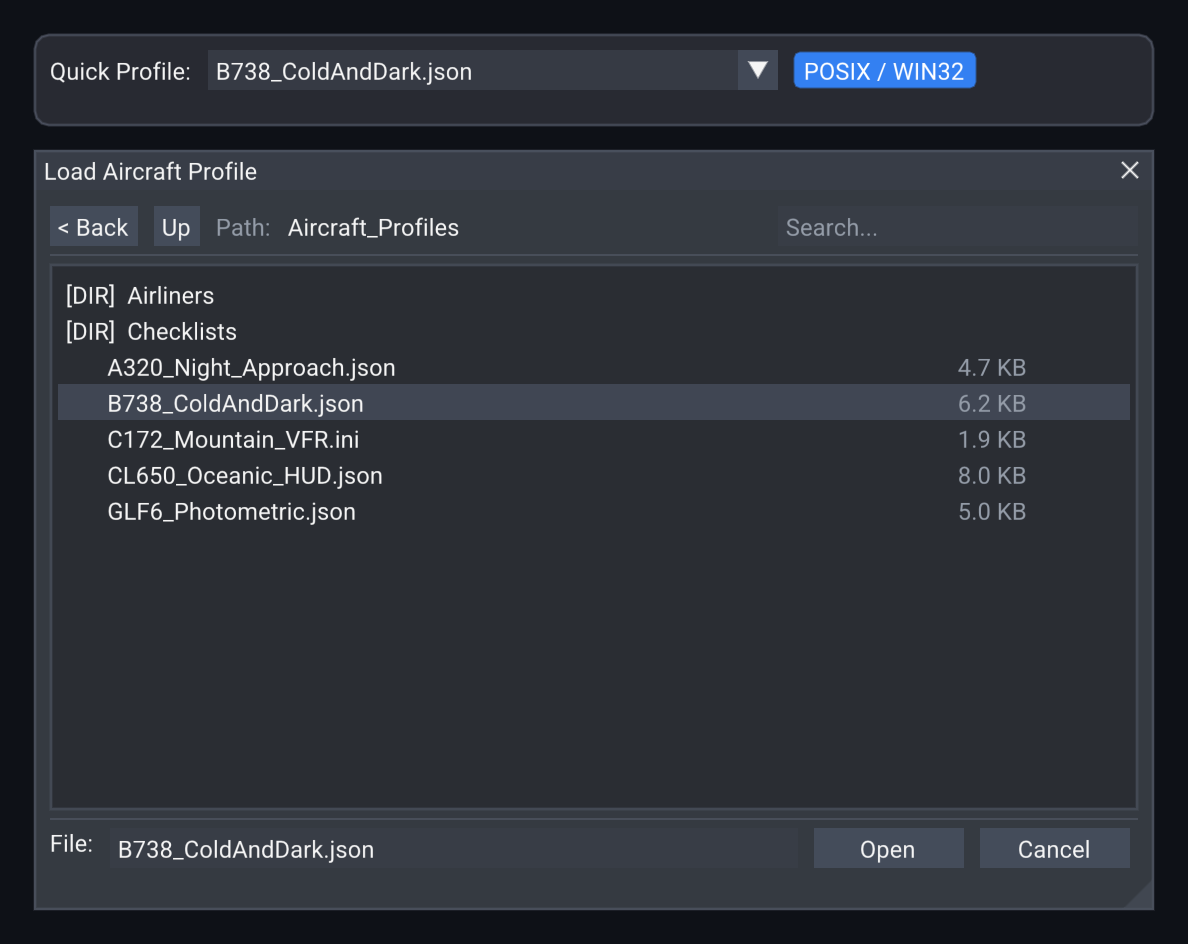 Quick Profile: B738_ColdAndDark.json POSIX / WIN32
Load Aircraft Profile
< Back Up Path: Aircraft_Profiles Search...
[DIR] Airliners
[DIR] Checklists
A320_Night_Approach.json 4.7 KB
B738_ColdAndDark.json 6.2 KB
C172_Mountain_VFR.ini 1.9 KB
CL650_Oceanic_HUD.json 8.0 KB
GLF6_Photometric.json 5.0 KB
File: B738_ColdAndDark.json Open Cancel